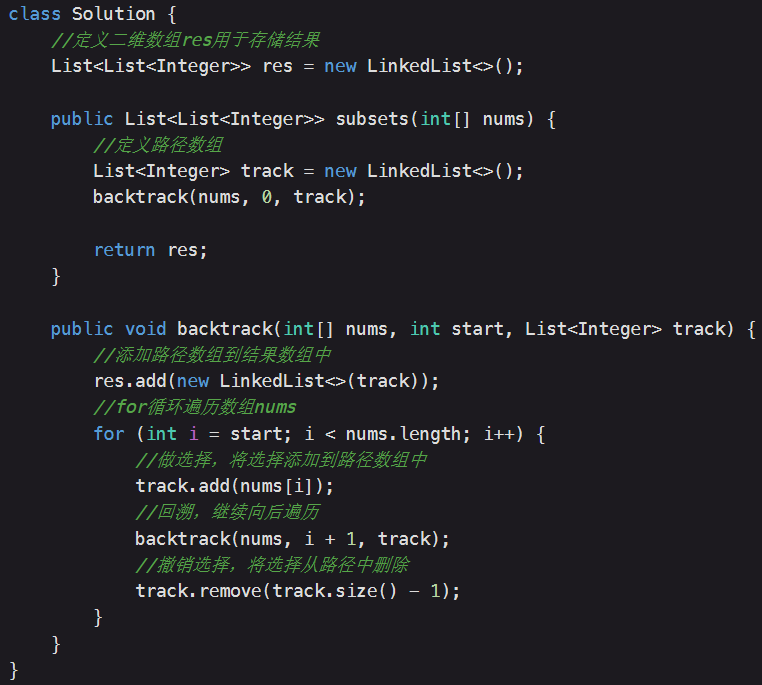 class Solution {
    //定义二维数组res用于存储结果
    List<List<Integer>> res = new LinkedList<>();

    public List<List<Integer>> subsets(int[] nums) {
        //定义路径数组
        List<Integer> track = new LinkedList<>();
        backtrack(nums, 0, track);

        return res;
    }

    public void backtrack(int[] nums, int start, List<Integer> track) {
        //添加路径数组到结果数组中
        res.add(new LinkedList<>(track));
        //for循环遍历数组nums
        for (int i = start; i < nums.length; i++) {
            //做选择，将选择添加到路径数组中
            track.add(nums[i]);
            //回溯，继续向后遍历
            backtrack(nums, i + 1, track);
            //撤销选择，将选择从路径中删除
            track.remove(track.size() - 1);
        }
    }
}